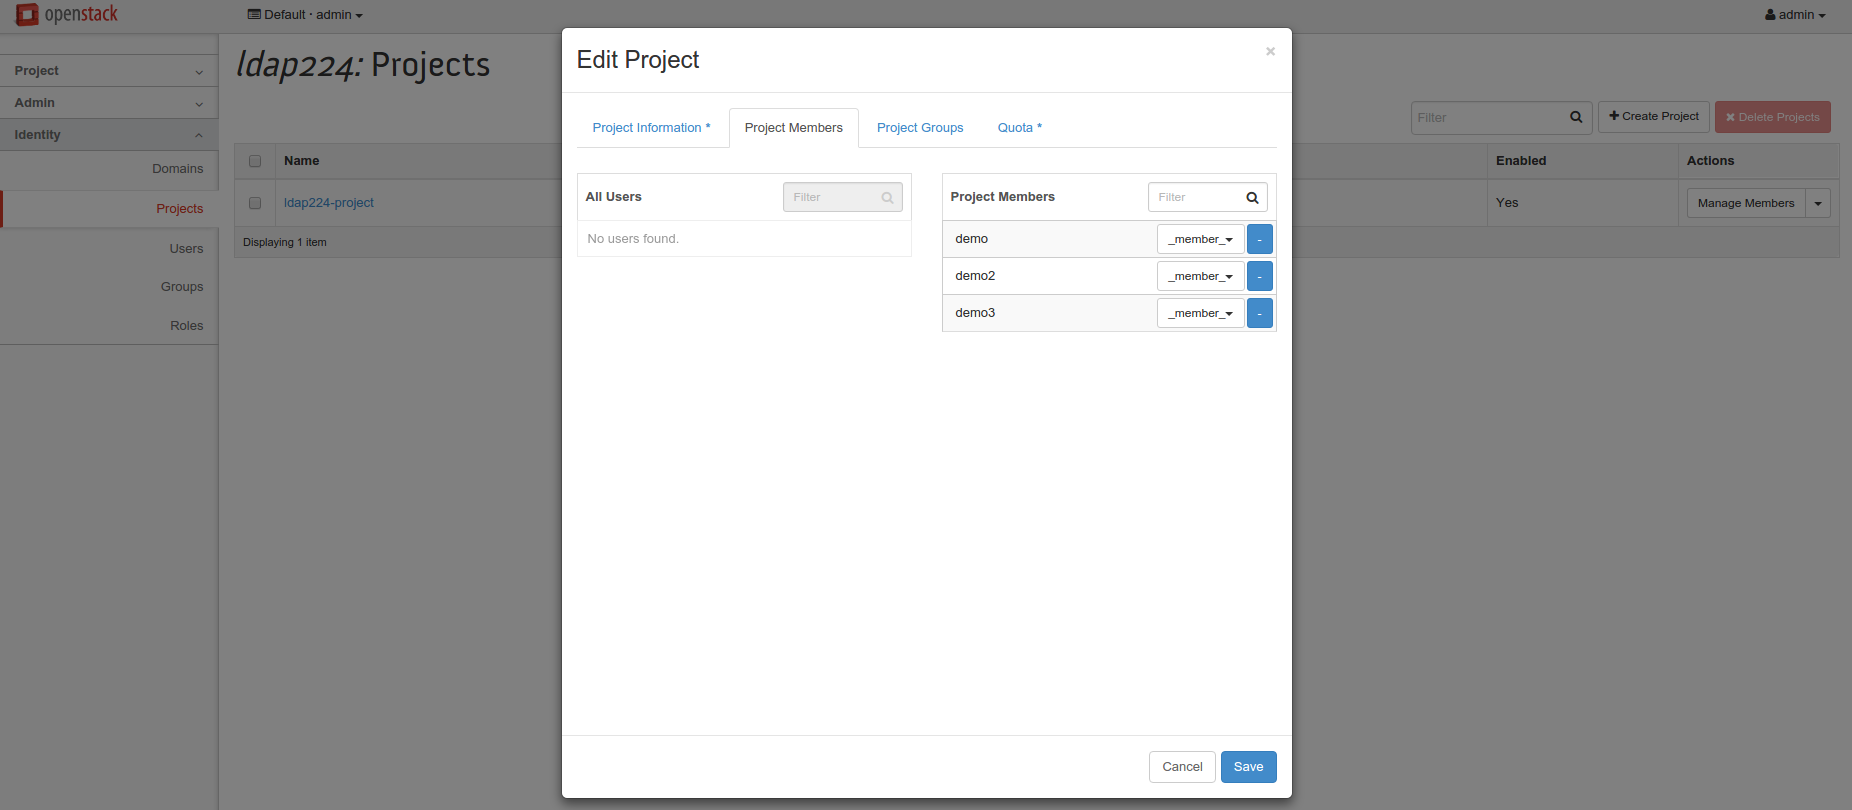 openstack
Default · admin
admin
Project
Admin
Identity
Domains
Projects
Users
Groups
Roles
ldap224: Projects
Filter
Create Project
Delete Projects
Name
Enabled
Actions
ldap224-project
Yes
Manage Members
Displaying 1 item
Edit Project
×
Project Information *
Project Members
Project Groups
Quota *
All Users
Filter
No users found.
Project Members
Filter
demo
_member_
-
demo2
_member_
-
demo3
_member_
-
Cancel
Save